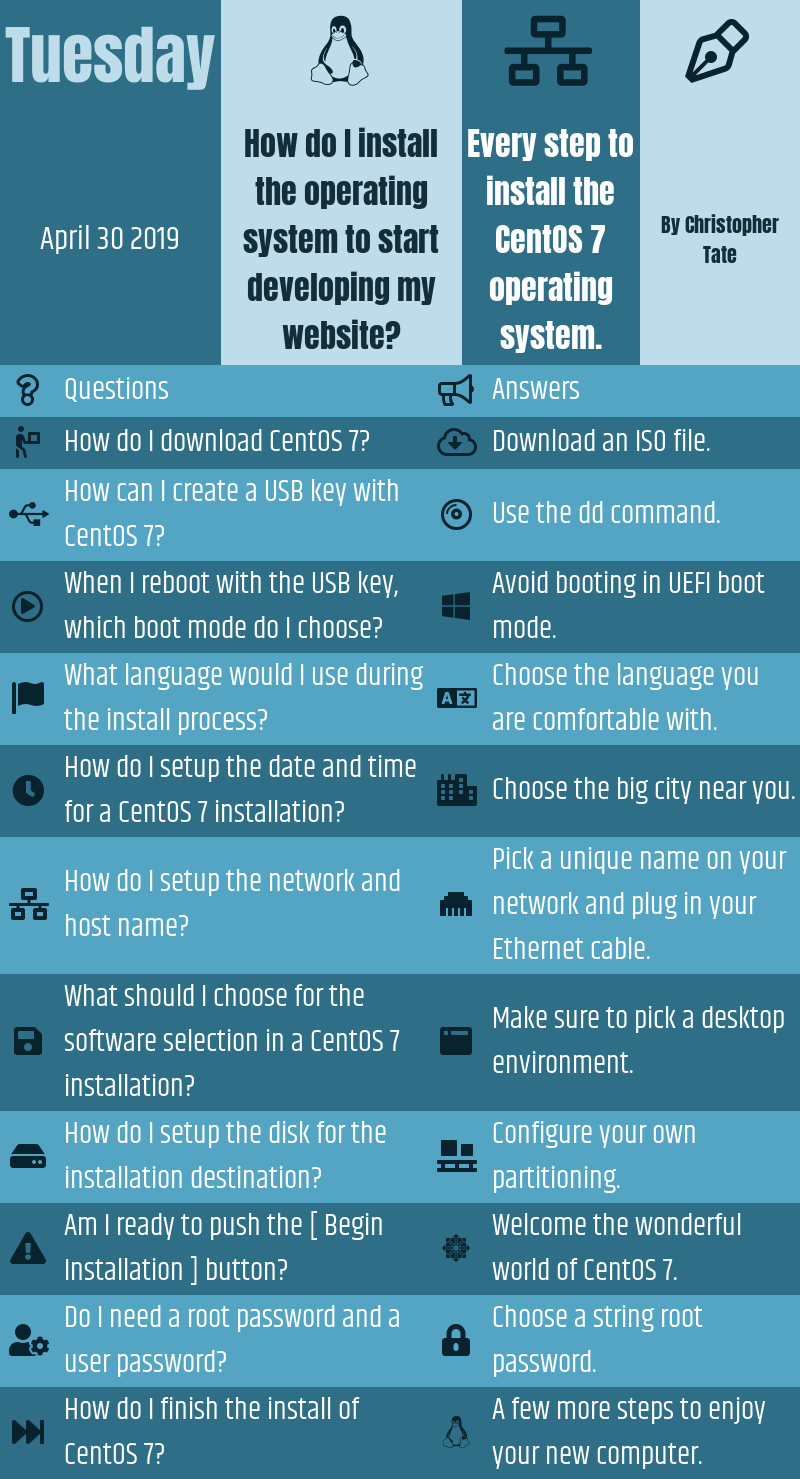 Tuesday
April 30 2019
How do I install
the operating
system to start
developing my
website?
Every step to
install the
CentOS 7
operating
system.
By Christopher
Tate
Questions
Answers
How do I download CentOS 7?
Download an ISO file.
How can I create a USB key with
CentOS 7?
Use the dd command.
When I reboot with the USB key,
which boot mode do I choose?
Avoid booting in UEFI boot
mode.
What language would I use during
the install process?
Choose the language you
are comfortable with.
How do I setup the date and time
for a CentOS 7 installation?
Choose the big city near you.
How do I setup the network and
host name?
Pick a unique name on your
network and plug in your
Ethernet cable.
What should I choose for the
software selection in a CentOS 7
installation?
Make sure to pick a desktop
environment.
How do I setup the disk for the
installation destination?
Configure your own
partitioning.
Am I ready to push the [ Begin
Installation ] button?
Welcome the wonderful
world of CentOS 7.
Do I need a root password and a
user password?
Choose a string root
password.
How do I finish the install of
CentOS 7?
A few more steps to enjoy
your new computer.